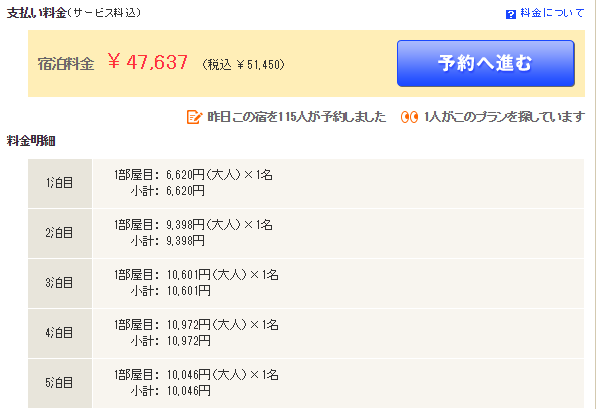 支払い料金(サービス料込)
? 料金について
宿泊料金 ￥47,637 (税込 ￥51,450)
予約へ進む
昨日この宿を115人が予約しました 1人がこのプランを探しています
料金明細
1泊目 1部屋目: 6,620円(大人)×1名
小計: 6,620円
2泊目 1部屋目: 9,398円(大人)×1名
小計: 9,398円
3泊目 1部屋目: 10,601円(大人)×1名
小計: 10,601円
4泊目 1部屋目: 10,972円(大人)×1名
小計: 10,972円
5泊目 1部屋目: 10,046円(大人)×1名
小計: 10,046円